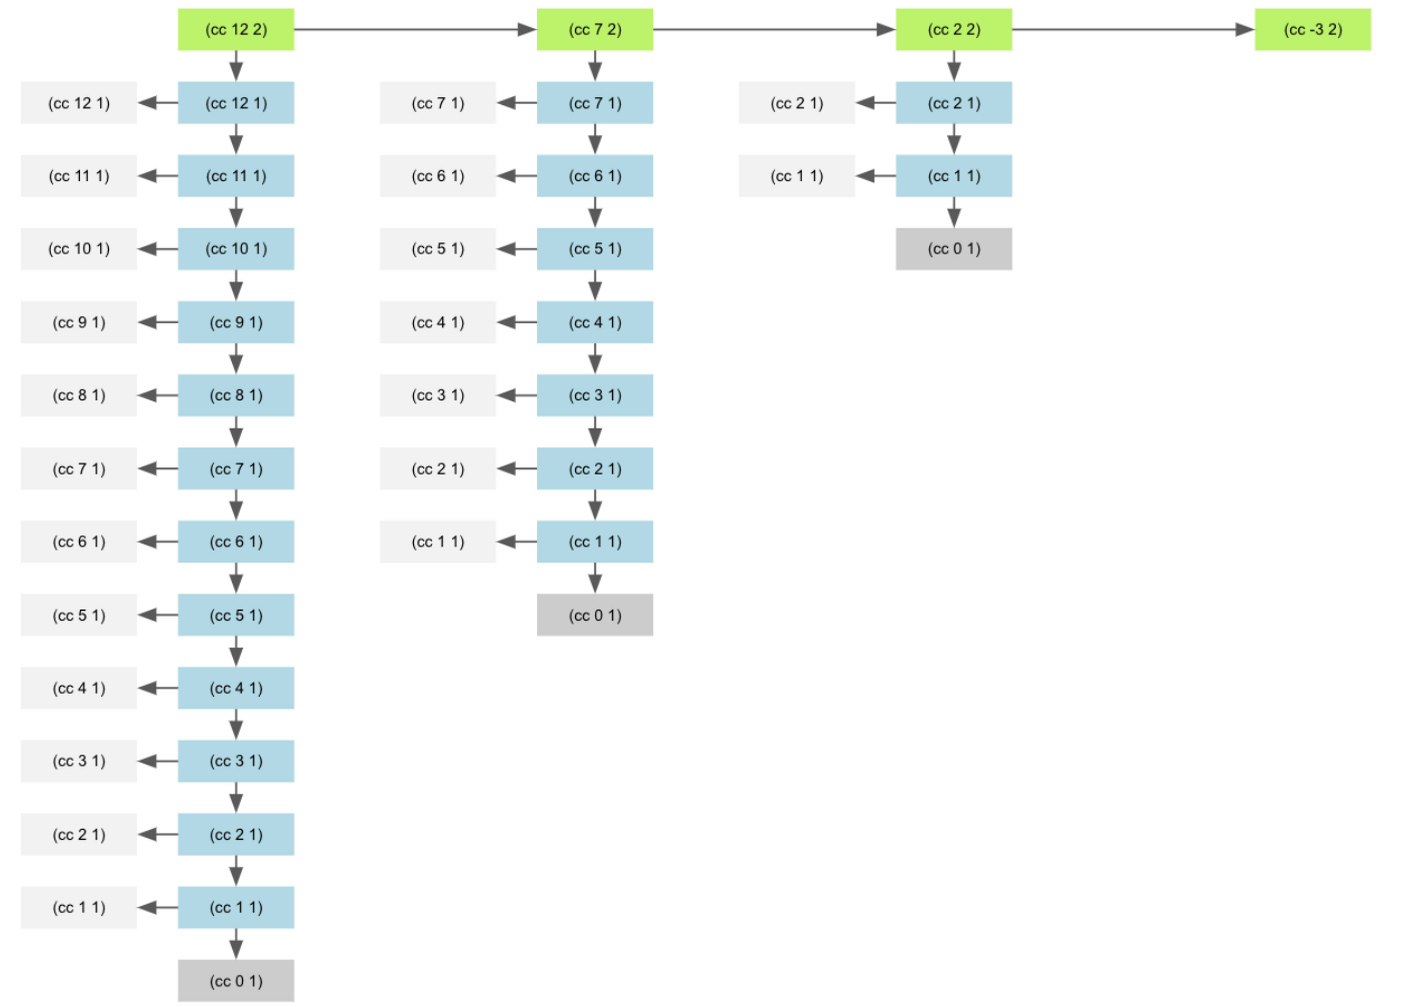 (cc 12 2) (cc 7 2) (cc 2 2) (cc -3 2)
(cc 12 1) (cc 12 1) (cc 7 1) (cc 7 1) (cc 2 1) (cc 2 1)
(cc 11 1) (cc 11 1) (cc 6 1) (cc 6 1) (cc 1 1) (cc 1 1)
(cc 10 1) (cc 10 1) (cc 5 1) (cc 5 1) (cc 0 1)
(cc 9 1) (cc 9 1) (cc 4 1) (cc 4 1)
(cc 8 1) (cc 8 1) (cc 3 1) (cc 3 1)
(cc 7 1) (cc 7 1) (cc 2 1) (cc 2 1)
(cc 6 1) (cc 6 1) (cc 1 1) (cc 1 1)
(cc 5 1) (cc 5 1) (cc 0 1)
(cc 4 1) (cc 4 1)
(cc 3 1) (cc 3 1)
(cc 2 1) (cc 2 1)
(cc 1 1) (cc 1 1)
(cc 0 1)